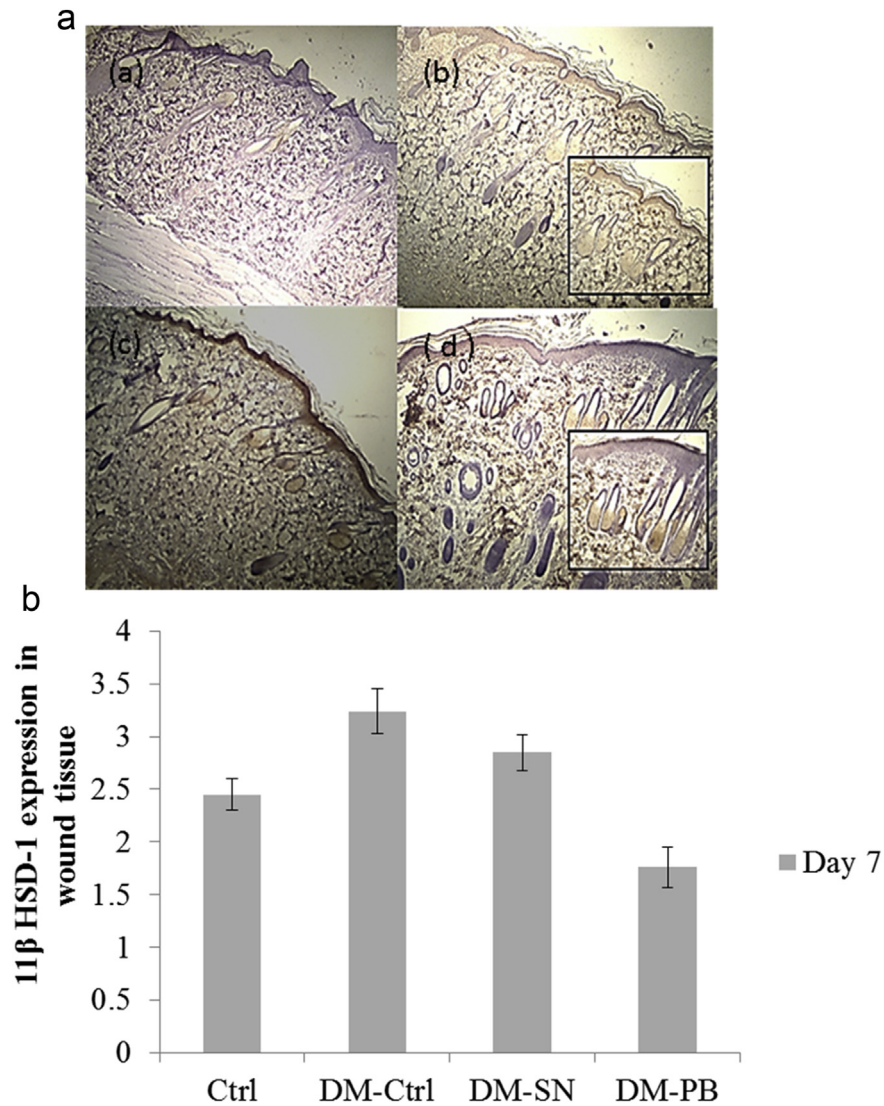 a
(a)
(b)
(c)
(d)
b
11β HSD-1 expression in
wound tissue
4
3.5
3
2.5
2
1.5
1
0.5
0
Ctrl
DM-Ctrl
DM-SN
DM-PB
Day 7